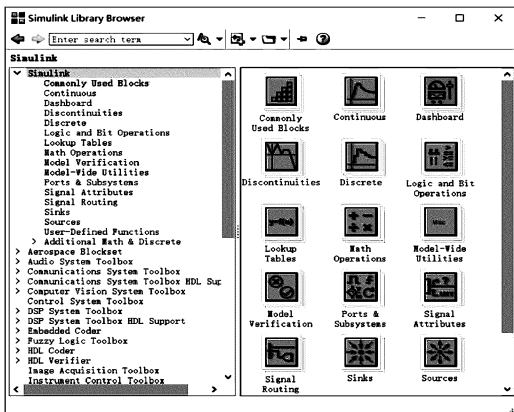 Simulink Library Browser
Enter search term
Simulink
Simulink
Commonly Used Blocks
Continuous
Dashboard
Discontinuities
Discrete
Logic and Bit Operations
Lookup Tables
Math Operations
Model Verification
Model-Wide Utilities
Ports & Subsystems
Signal Attributes
Signal Routing
Sinks
Sources
User-Defined Functions
Additional Math & Discrete
Aerospace Blockset
Audio System Toolbox
Communications System Toolbox
Communications System Toolbox HDL Sup
Computer Vision System Toolbox
Control System Toolbox
DSP System Toolbox
DSP System Toolbox HDL Support
Embedded Coder
Fuzzy Logic Toolbox
HDL Coder
HDL Verifier
Image Acquisition Toolbox
Instrument Control Toolbox
Commonly
Used Blocks
Continuous
Dashboard
Discontinuities
Discrete
Logic and Bit
Operations
Lookup
Tables
Math
Operations
Model-Wide
Utilities
Model
Verification
Ports &
Subsystems
Signal
Attributes
Signal
Routing
Sinks
Sources